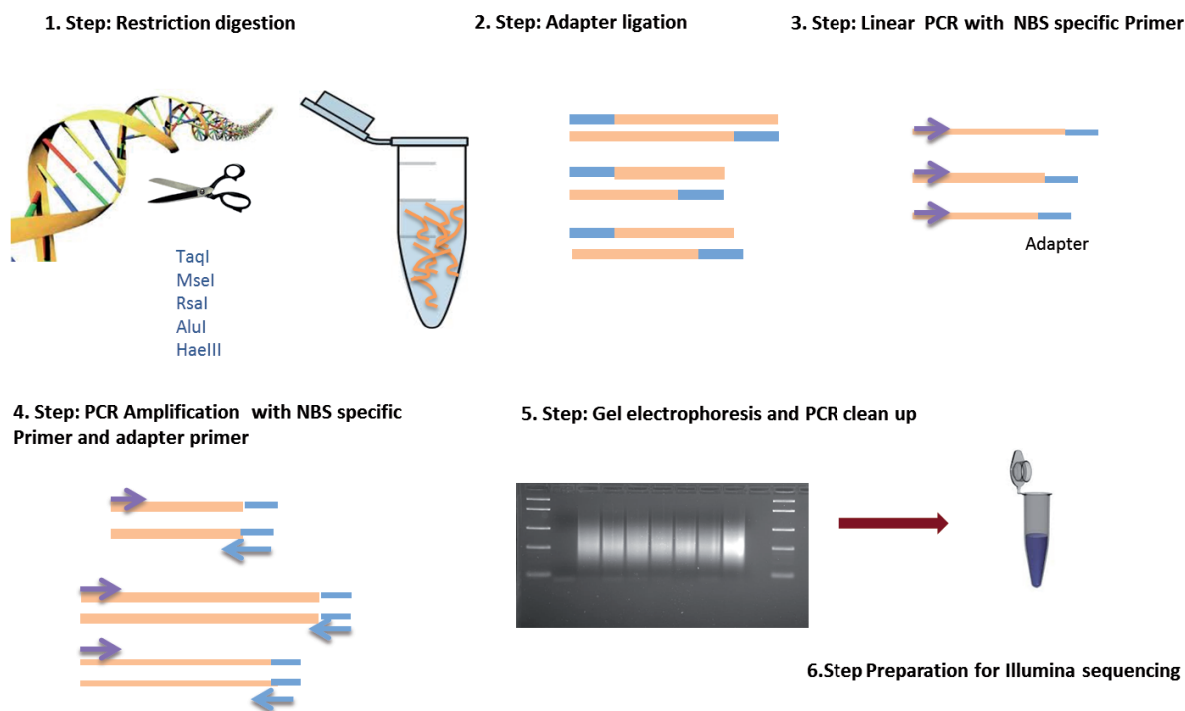 1. Step: Restriction digestion
2. Step: Adapter ligation
3. Step: Linear PCR with NBS specific Primer
TaqI
MseI
RsaI
AluI
HaeIII
Adapter
4. Step: PCR Amplification with NBS specific
Primer and adapter primer
5. Step: Gel electrophoresis and PCR clean up
6.Step Preparation for Illumina sequencing